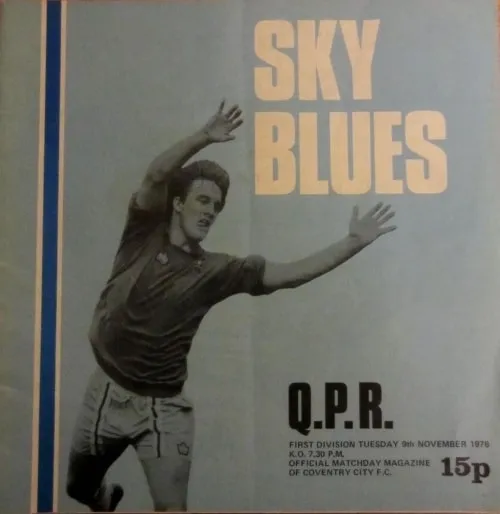 SKY
BLUES
Q.P.R.
FIRST DIVISION TUESDAY 9th NOVEMBER 1976
K.O. 7.30 P.M.
OFFICIAL MATCHDAY MAGAZINE
OF COVENTRY CITY F.C.
15p